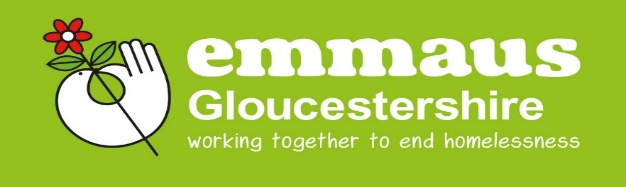 emmaus
Gloucestershire
working together to end homelessness